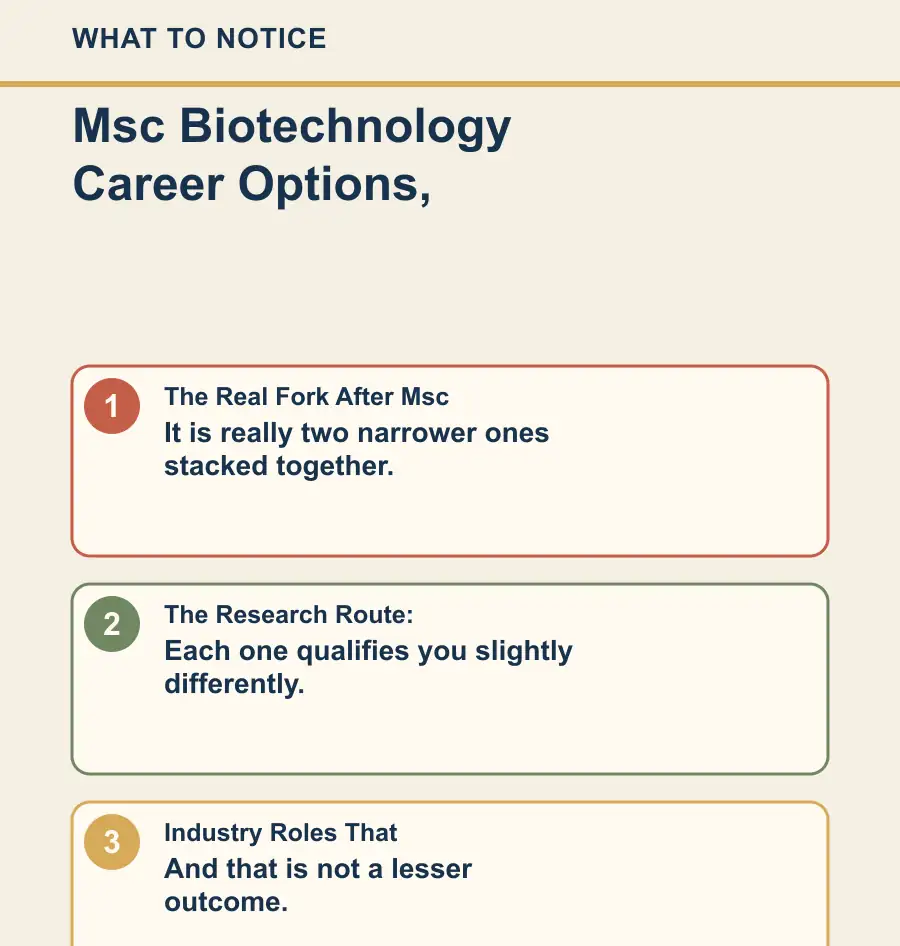 WHAT TO NOTICE
Msc Biotechnology
Career Options,
1
The Real Fork After Msc
It is really two narrower ones
stacked together.
2
The Research Route:
Each one qualifies you slightly
differently.
3
Industry Roles That
And that is not a lesser
outcome.